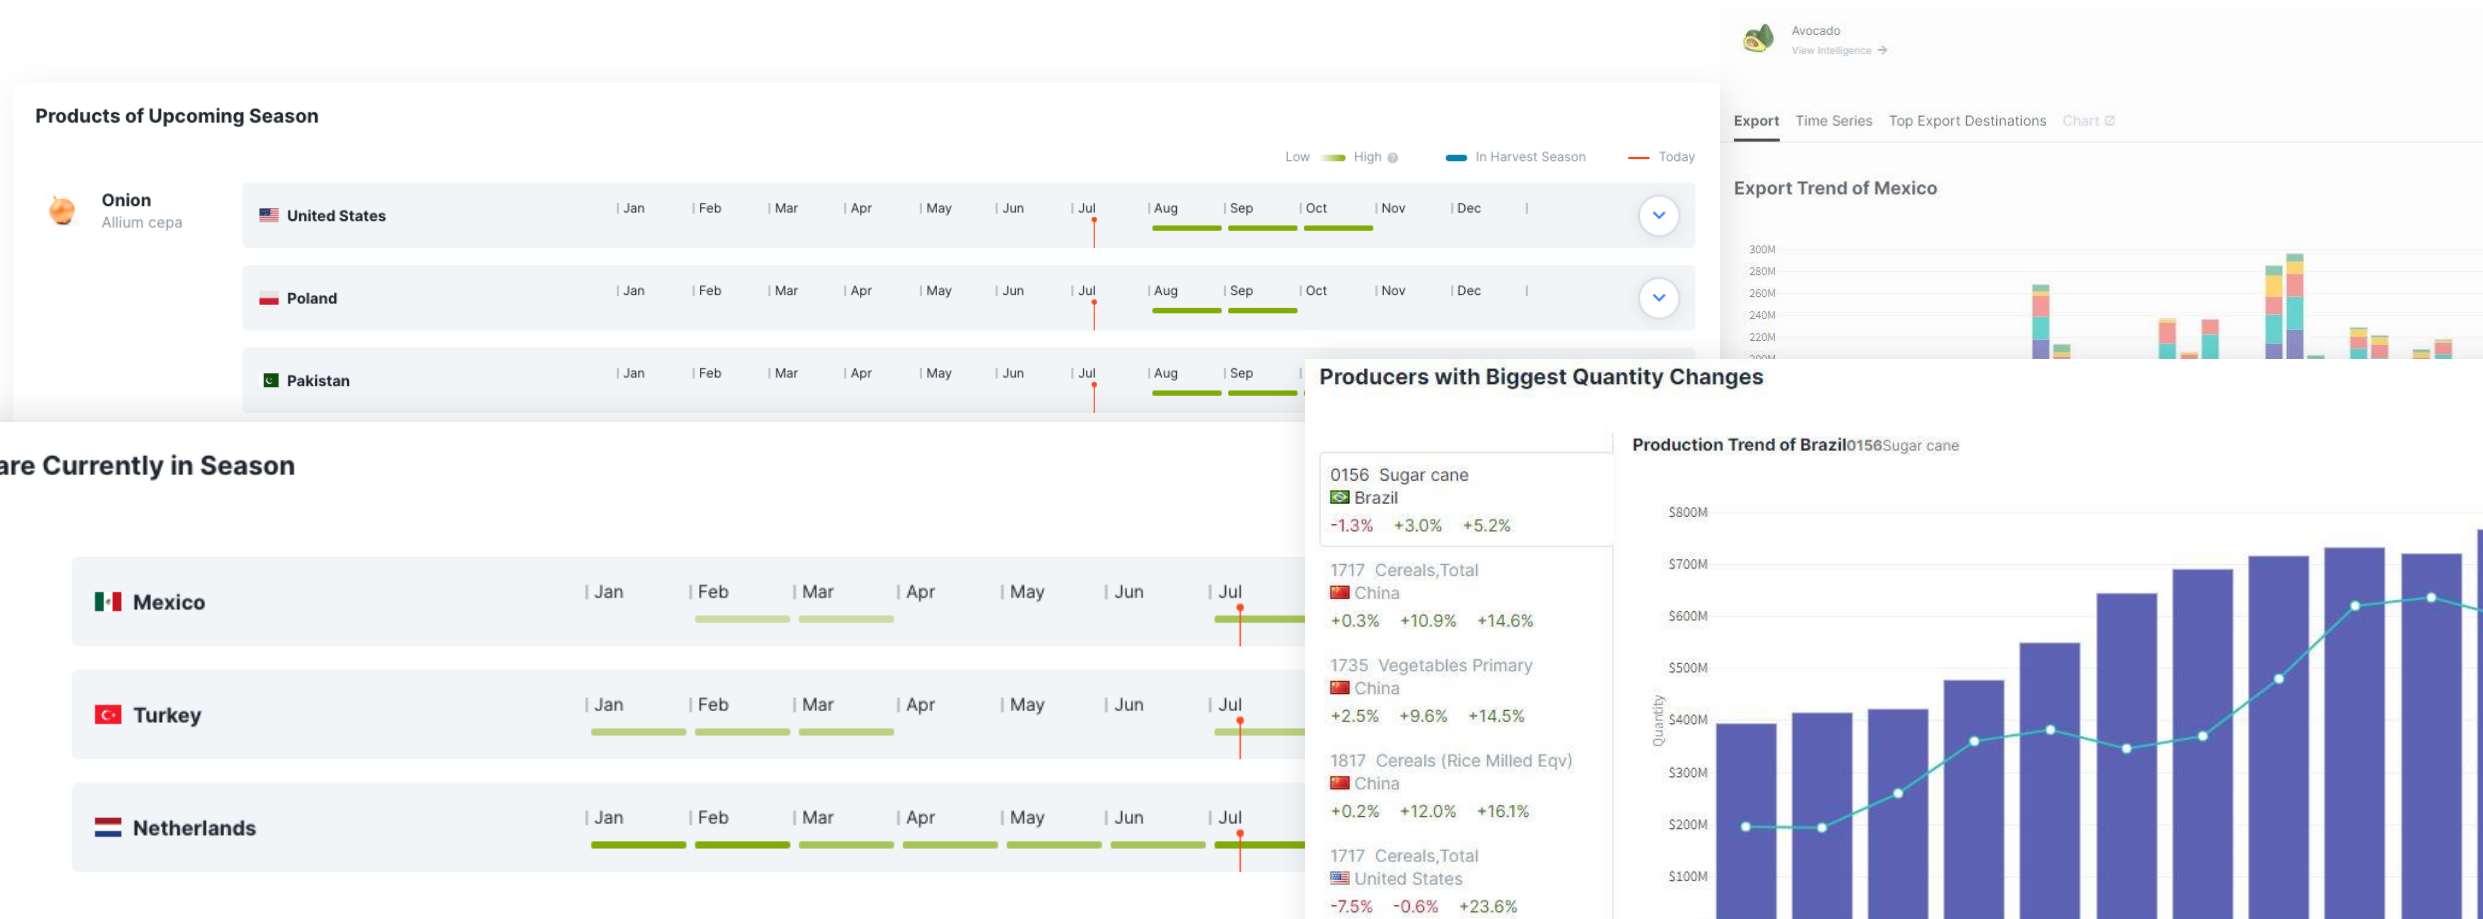 Avocado
View Intelligence →
Products of Upcoming Season
Low High In Harvest Season Today
Onion
Allium cepa
United States
Jan Feb Mar Apr May Jun Jul Aug Sep Oct Nov Dec
Poland
Jan Feb Mar Apr May Jun Jul Aug Sep Oct Nov Dec
Pakistan
Jan Feb Mar Apr May Jun Jul Aug Sep
Export Time Series Top Export Destinations Chart
Export Trend of Mexico
300M
280M
260M
240M
220M
200M
are Currently in Season
Mexico
Jan Feb Mar Apr May Jun Jul
Turkey
Jan Feb Mar Apr May Jun Jul
Netherlands
Jan Feb Mar Apr May Jun Jul
Producers with Biggest Quantity Changes
0156 Sugar cane
Brazil
-1.3% +3.0% +5.2%
1717 Cereals,Total
China
+0.3% +10.9% +14.6%
1735 Vegetables Primary
China
+2.5% +9.6% +14.5%
1817 Cereals (Rice Milled Eqv)
China
+0.2% +12.0% +16.1%
1717 Cereals,Total
United States
-7.5% -0.6% +23.6%
Production Trend of Brazil0156Sugar cane
Quantity
$800M
$700M
$600M
$500M
$400M
$300M
$200M
$100M